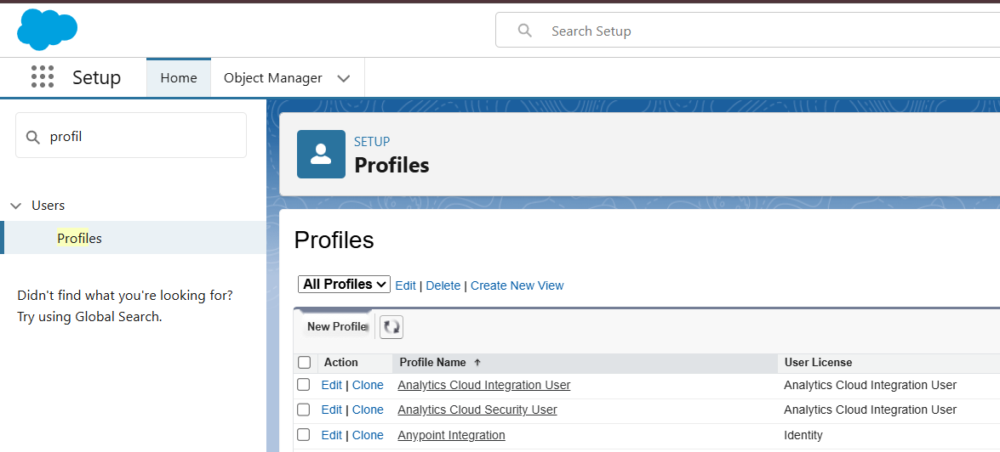 Search Setup
Setup
Home
Object Manager
profil
SETUP
Profiles
Users
Profiles
Didn't find what you're looking for?
Try using Global Search.
Profiles
All Profiles Edit | Delete | Create New View
New Profile
Action Profile Name User License
Edit | Clone Analytics Cloud Integration User Analytics Cloud Integration User
Edit | Clone Analytics Cloud Security User Analytics Cloud Integration User
Edit | Clone Anypoint Integration Identity